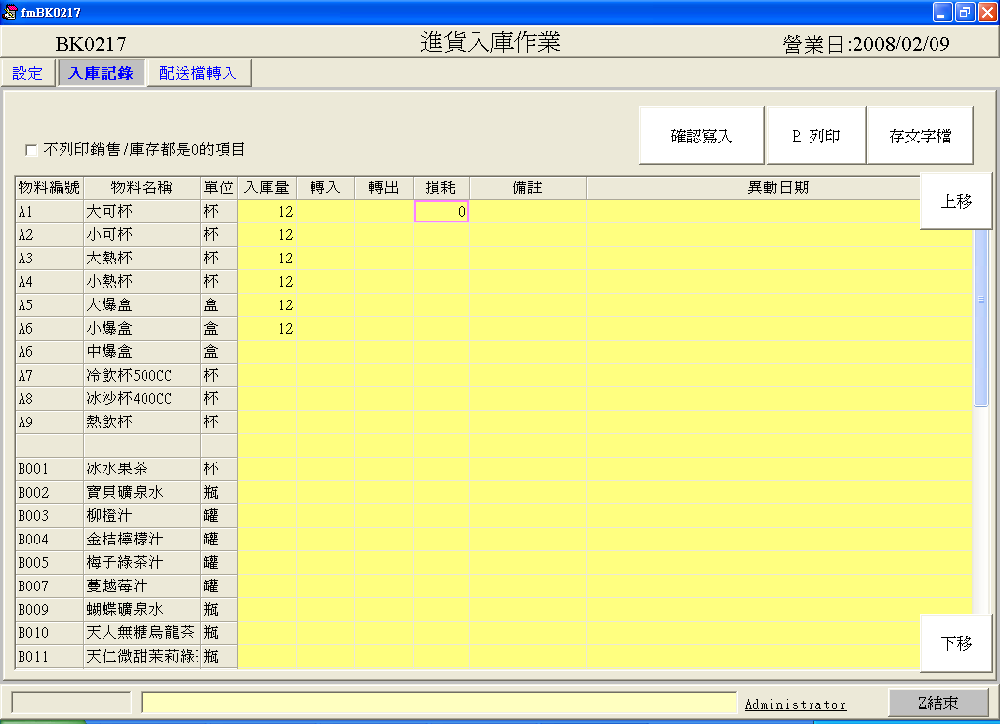 fmBK0217
BK0217 進貨入庫作業 營業日:2008/02/09
設定 入庫記錄 配送檔轉入
確認寫入 P 列印 存文字檔
不列印銷售/庫存都是0的項目
物料編號 物料名稱 單位 入庫量 轉入 轉出 損耗 備註 異動日期
上移
A1 大可杯 杯 12 0
A2 小可杯 杯 12
A3 大熱杯 杯 12
A4 小熱杯 杯 12
A5 大爆盒 盒 12
A6 小爆盒 盒 12
A6 中爆盒 盒
A7 冷飲杯500CC 杯
A8 冰沙杯400CC 杯
A9 熱飲杯 杯
B001 冰水果茶 杯
B002 寶貝礦泉水 瓶
B003 柳橙汁 罐
B004 金桔檸檬汁 罐
B005 梅子綠茶汁 罐
B007 蔓越莓汁 罐
B009 蝴蝶礦泉水 瓶
B010 天人無糖烏龍茶 瓶
B011 天仁微甜茉莉綠 瓶
下移
Administrator Z結束